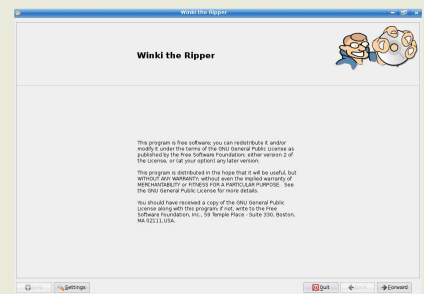 Winki the Ripper
Winki the Ripper
This program is free software; you can redistribute it and/or
modify it under the terms of the GNU General Public License as
published by the Free Software Foundation; either version 2 of
the License, or (at your option) any later version.
This program is distributed in the hope that it will be useful, but
WITHOUT ANY WARRANTY; without even the implied warranty of
MERCHANTABILITY or FITNESS FOR A PARTICULAR PURPOSE. See
the GNU General Public License for more details.
You should have received a copy of the GNU General Public
License along with this program; if not, write to the Free
Software Foundation, Inc., 59 Temple Place - Suite 330, Boston,
MA 02111, USA.
Settings
Quit
Forward